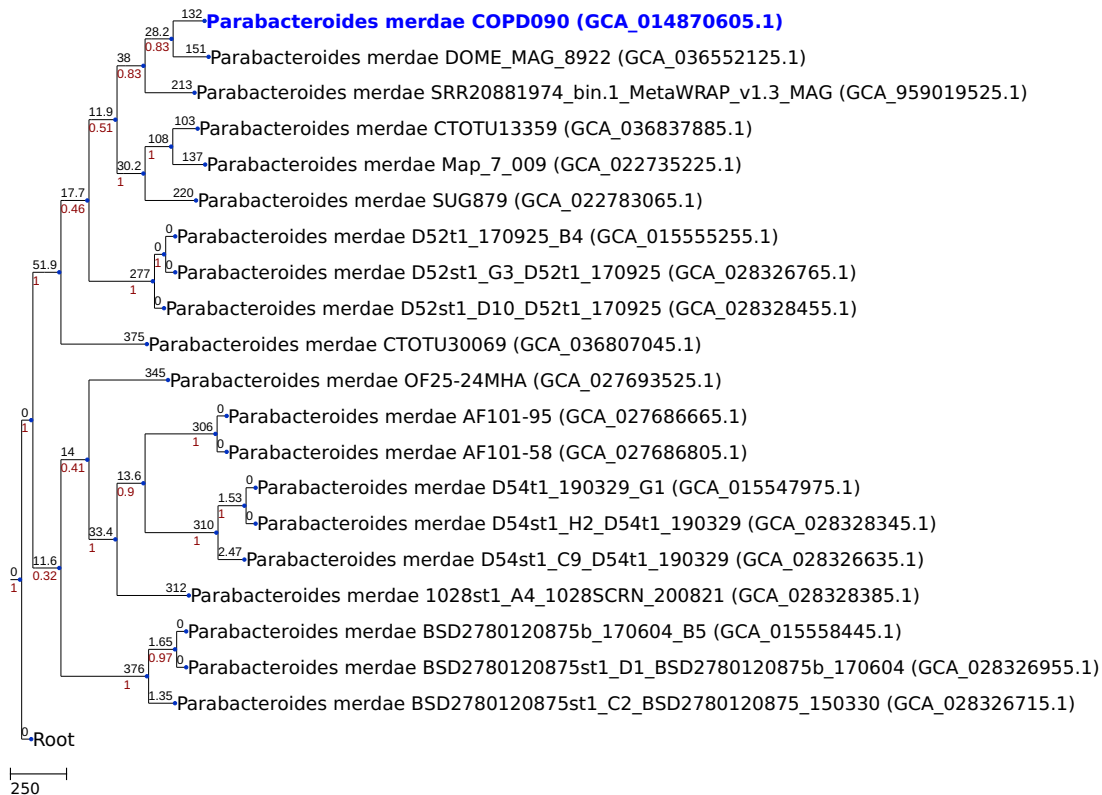 132
Parabacteroides merdae COPD090 (GCA_014870605.1)
28.2
0.83
151
Parabacteroides merdae DOME_MAG_8922 (GCA_036552125.1)
38
0.83
213
Parabacteroides merdae SRR20881974_bin.1_MetaWRAP_v1.3_MAG (GCA_959019525.1)
11.9
0.51
103
Parabacteroides merdae CTOTU13359 (GCA_036837885.1)
108
1
137
Parabacteroides merdae Map_7_009 (GCA_022735225.1)
30.2
1
220
Parabacteroides merdae SUG879 (GCA_022783065.1)
17.7
0.46
0
Parabacteroides merdae D52t1_170925_B4 (GCA_015555255.1)
0
1
0
Parabacteroides merdae D52st1_G3_D52t1_170925 (GCA_028326765.1)
277
1
0
Parabacteroides merdae D52st1_D10_D52t1_170925 (GCA_028328455.1)
51.9
1
375
Parabacteroides merdae CTOTU30069 (GCA_036807045.1)
345
Parabacteroides merdae OF25-24MHA (GCA_027693525.1)
0
1
0
Parabacteroides merdae AF101-95 (GCA_027686665.1)
306
1
0
Parabacteroides merdae AF101-58 (GCA_027686805.1)
14
0.41
13.6
0.9
0
Parabacteroides merdae D54t1_190329_G1 (GCA_015547975.1)
1.53
1
0
Parabacteroides merdae D54st1_H2_D54t1_190329 (GCA_028328345.1)
310
1
2.47
Parabacteroides merdae D54st1_C9_D54t1_190329 (GCA_028326635.1)
33.4
1
312
Parabacteroides merdae 1028st1_A4_1028SCRN_200821 (GCA_028328385.1)
0
1
11.6
0.32
0
Parabacteroides merdae BSD2780120875b_170604_B5 (GCA_015558445.1)
1.65
0.97
0
Parabacteroides merdae BSD2780120875st1_D1_BSD2780120875b_170604 (GCA_028326955.1)
376
1
1.35
Parabacteroides merdae BSD2780120875st1_C2_BSD2780120875_150330 (GCA_028326715.1)
0
Root
250